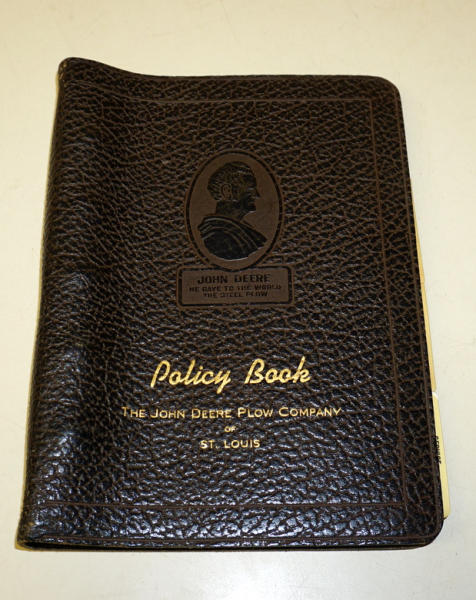 JOHN DEERE
HE GAVE TO THE WORLD
THE STEEL PLOW
Policy Book
THE JOHN DEERE PLOW COMPANY
OF
ST. LOUIS